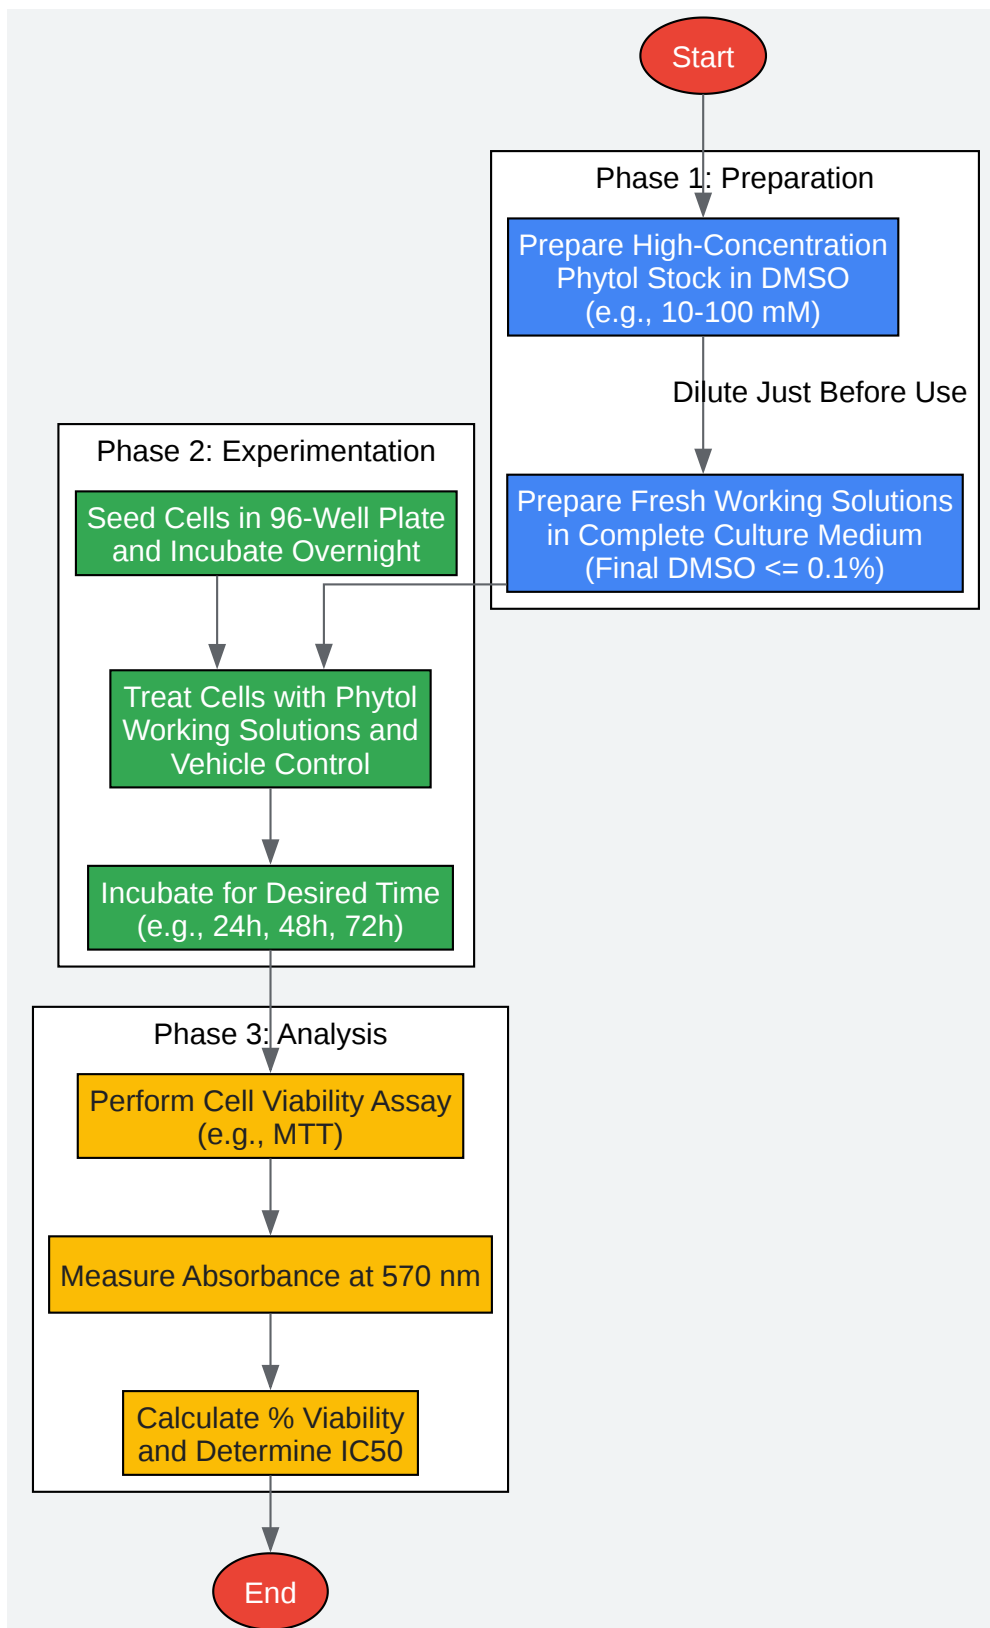 Start
Phase 1: Preparation
Prepare High-Concentration
Phytol Stock in DMSO
(e.g., 10-100 mM)
Dilute Just Before Use
Prepare Fresh Working Solutions
in Complete Culture Medium
(Final DMSO <= 0.1%)
Phase 2: Experimentation
Seed Cells in 96-Well Plate
and Incubate Overnight
Treat Cells with Phytol
Working Solutions and
Vehicle Control
Incubate for Desired Time
(e.g., 24h, 48h, 72h)
Phase 3: Analysis
Perform Cell Viability Assay
(e.g., MTT)
Measure Absorbance at 570 nm
Calculate % Viability
and Determine IC50
End